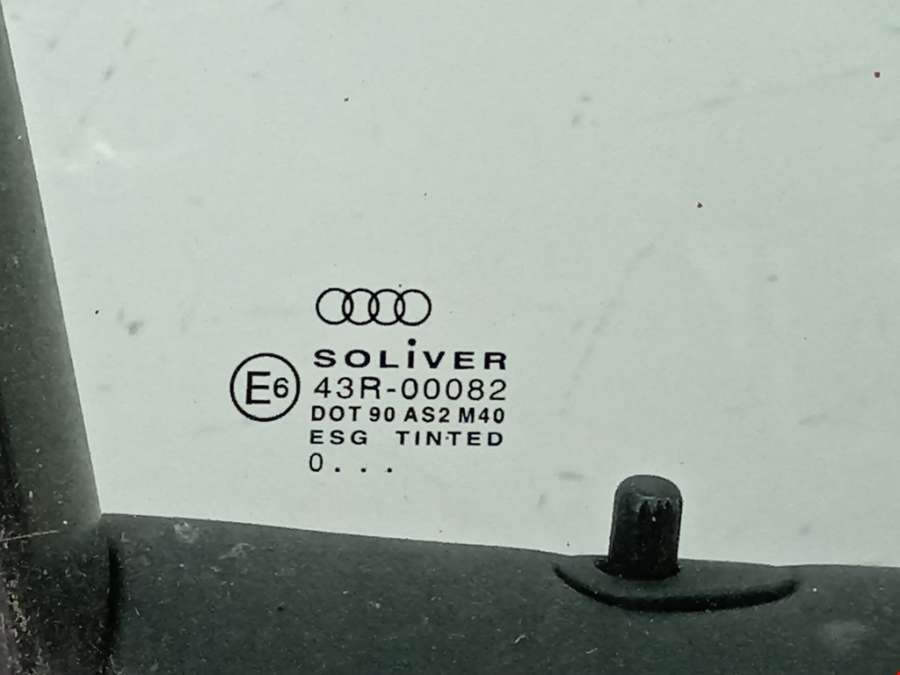 SOLiVER
E6
43R-00082
DOT 90 AS2 M40
ESG TINTED
0 . . .